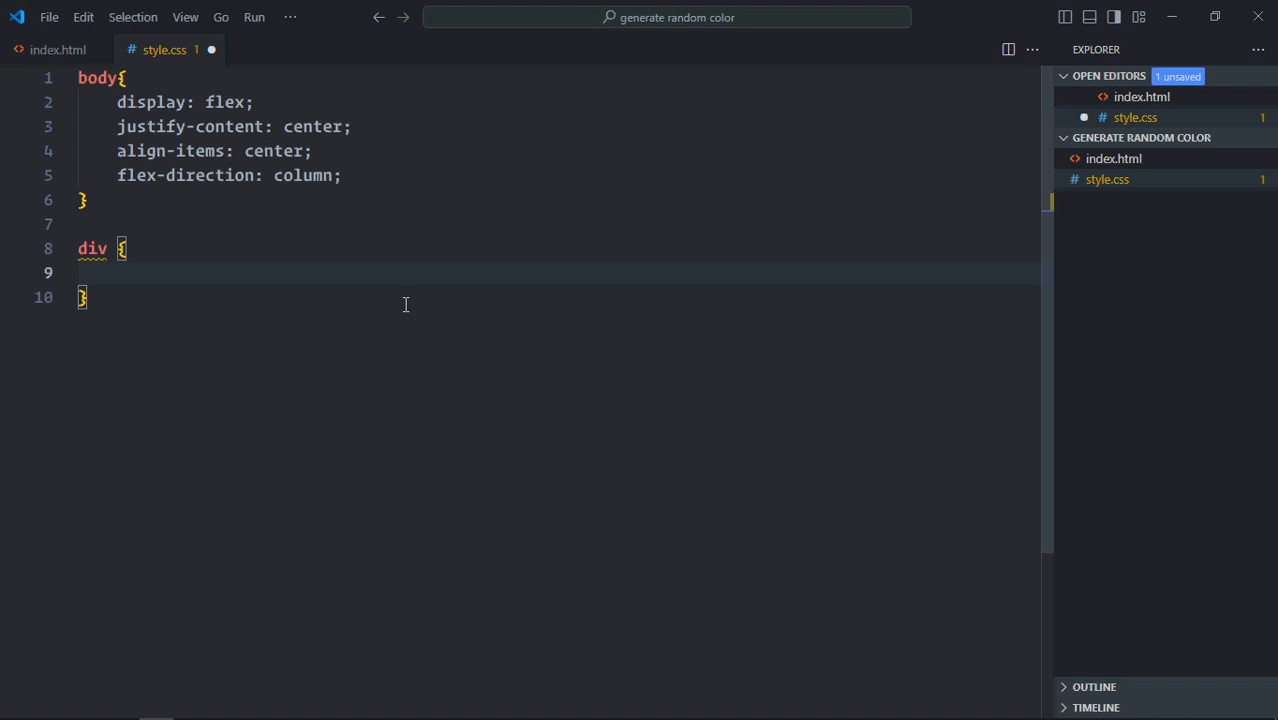 File Edit Selection View Go Run ···
generate random color
index.html
# style.css 1
EXPLORER
OPEN EDITORS 1 unsaved
index.html
# style.css 1
GENERATE RANDOM COLOR
index.html
# style.css 1
1 body{
2 display: flex;
3 justify-content: center;
4 align-items: center;
5 flex-direction: column;
6 }
7
8 div {
9
10 }
OUTLINE
TIMELINE